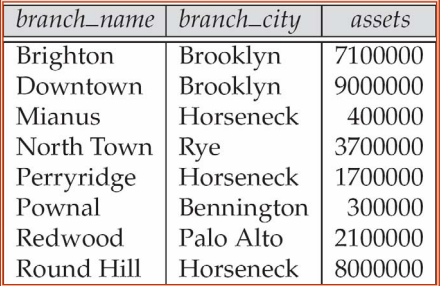 branch_name branch_city assets
Brighton Brooklyn 7100000
Downtown Brooklyn 9000000
Mianus Horseneck 400000
North Town Rye 3700000
Perryridge Horseneck 1700000
Pownal Bennington 300000
Redwood Palo Alto 2100000
Round Hill Horseneck 8000000